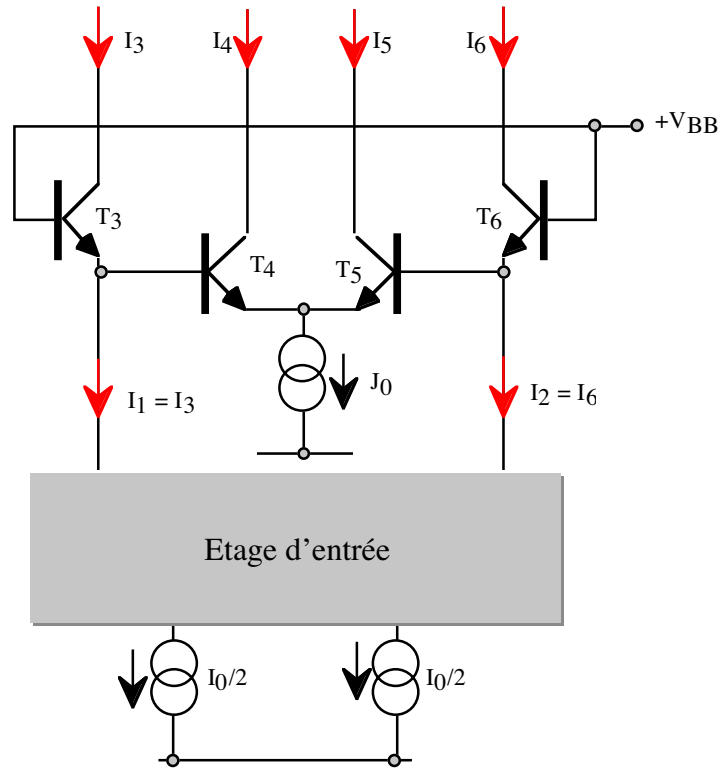 I3 I4 I5 I6
+VBB
T3 T4 T5 T6
J0
I1 = I3
I2 = I6
Etage d'entrée
I0/2 I0/2